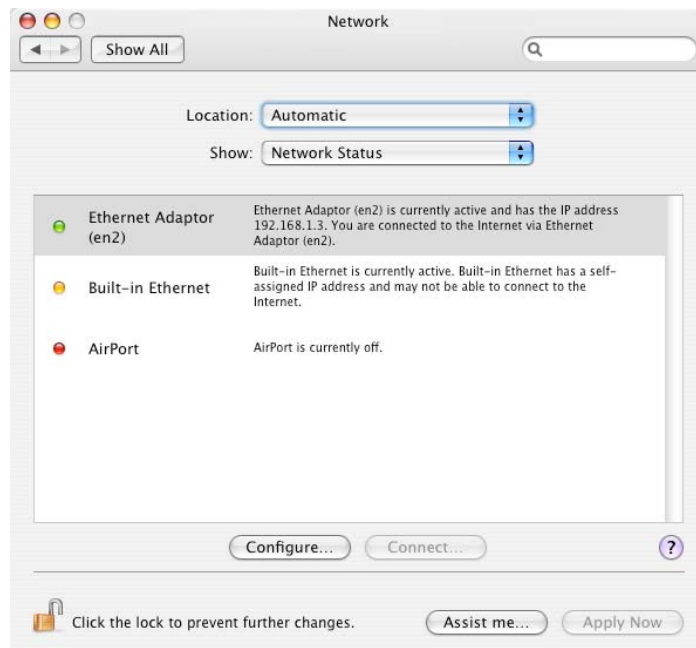 Network
Show All
Location: Automatic
Show: Network Status
Ethernet Adaptor
(en2)
Ethernet Adaptor (en2) is currently active and has the IP address
192.168.1.3. You are connected to the Internet via Ethernet
Adaptor (en2).
Built-in Ethernet
Built-in Ethernet is currently active. Built-in Ethernet has a self-
assigned IP address and may not be able to connect to the
Internet.
AirPort
AirPort is currently off.
Configure... Connect... ?
Click the lock to prevent further changes. Assist me... Apply Now